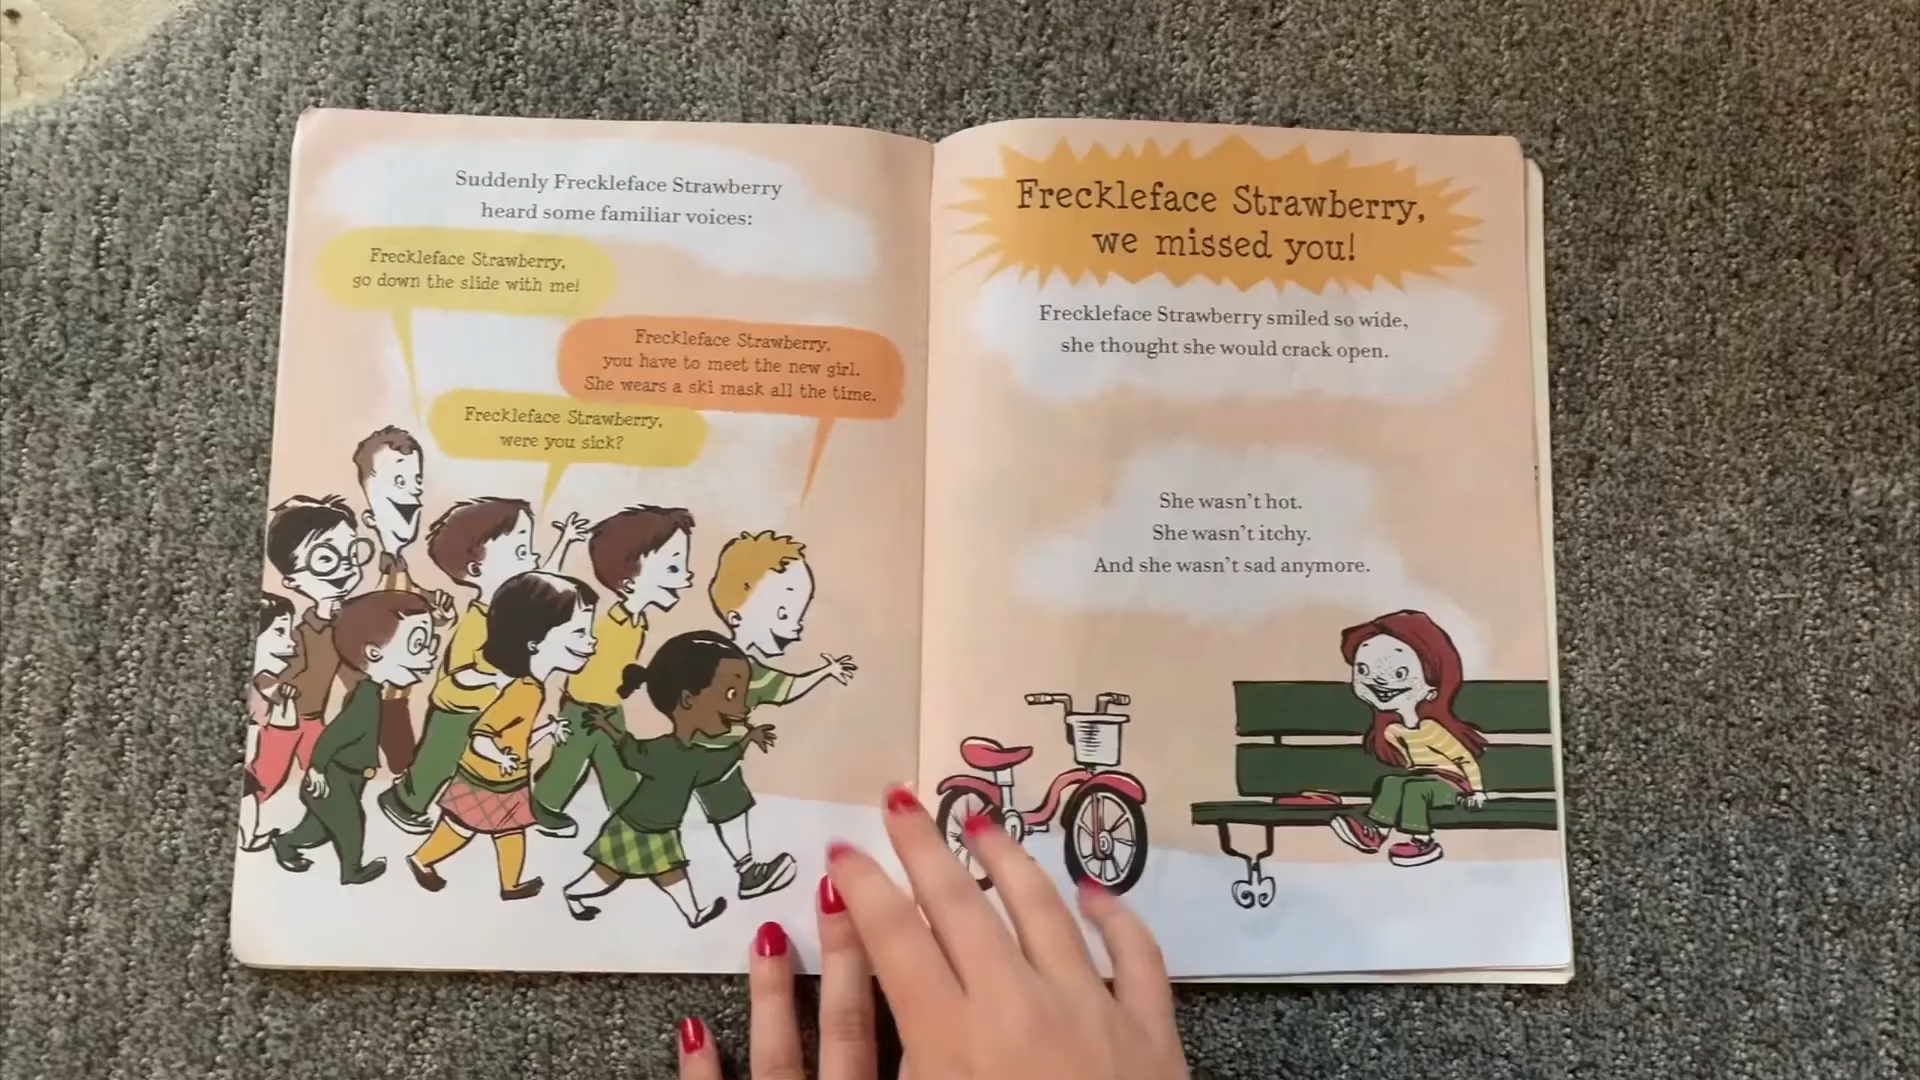 Suddenly Freckleface Strawberry
heard some familiar voices:
Freckleface Strawberry,
go down the slide with me!
Freckleface Strawberry,
you have to meet the new girl.
She wears a ski mask all the time.
Freckleface Strawberry,
were you sick?
Freckleface Strawberry,
we missed you!
Freckleface Strawberry smiled so wide,
she thought she would crack open.
She wasn't hot.
She wasn't itchy.
And she wasn't sad anymore.